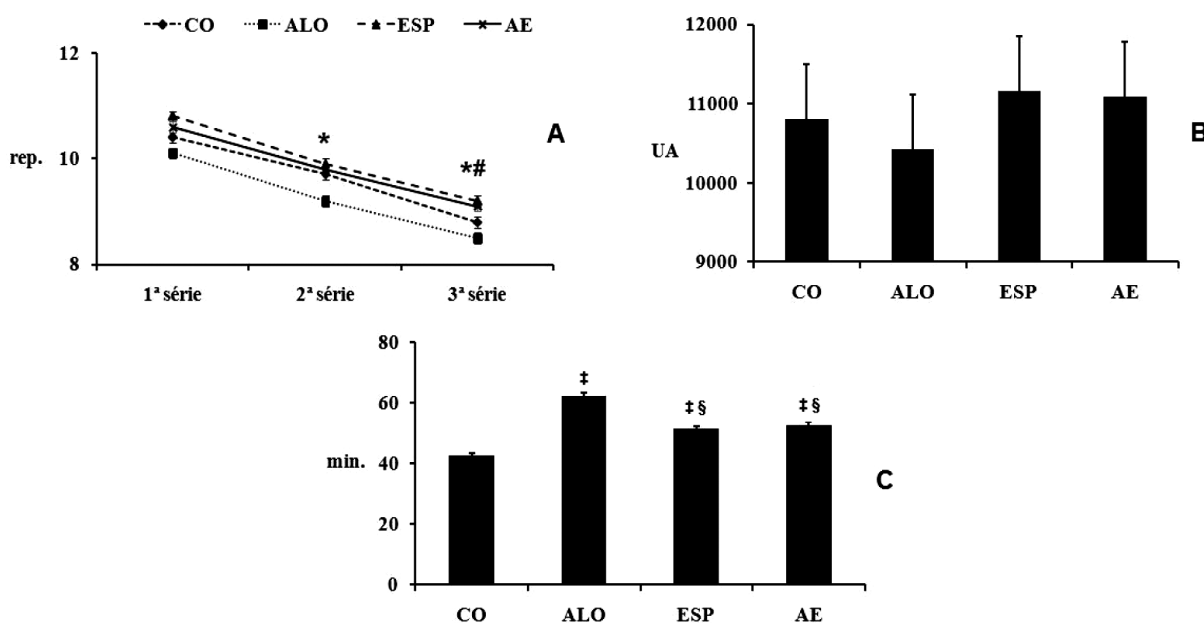 CO ALO ESP AE
12
10
8
rep.
* *#
A
1ª série 2ª série 3ª série
12000
11000
10000
9000
UA
B
CO ALO ESP AE
80
60
40
20
0
min.
‡ ‡§ ‡§
C
CO ALO ESP AE